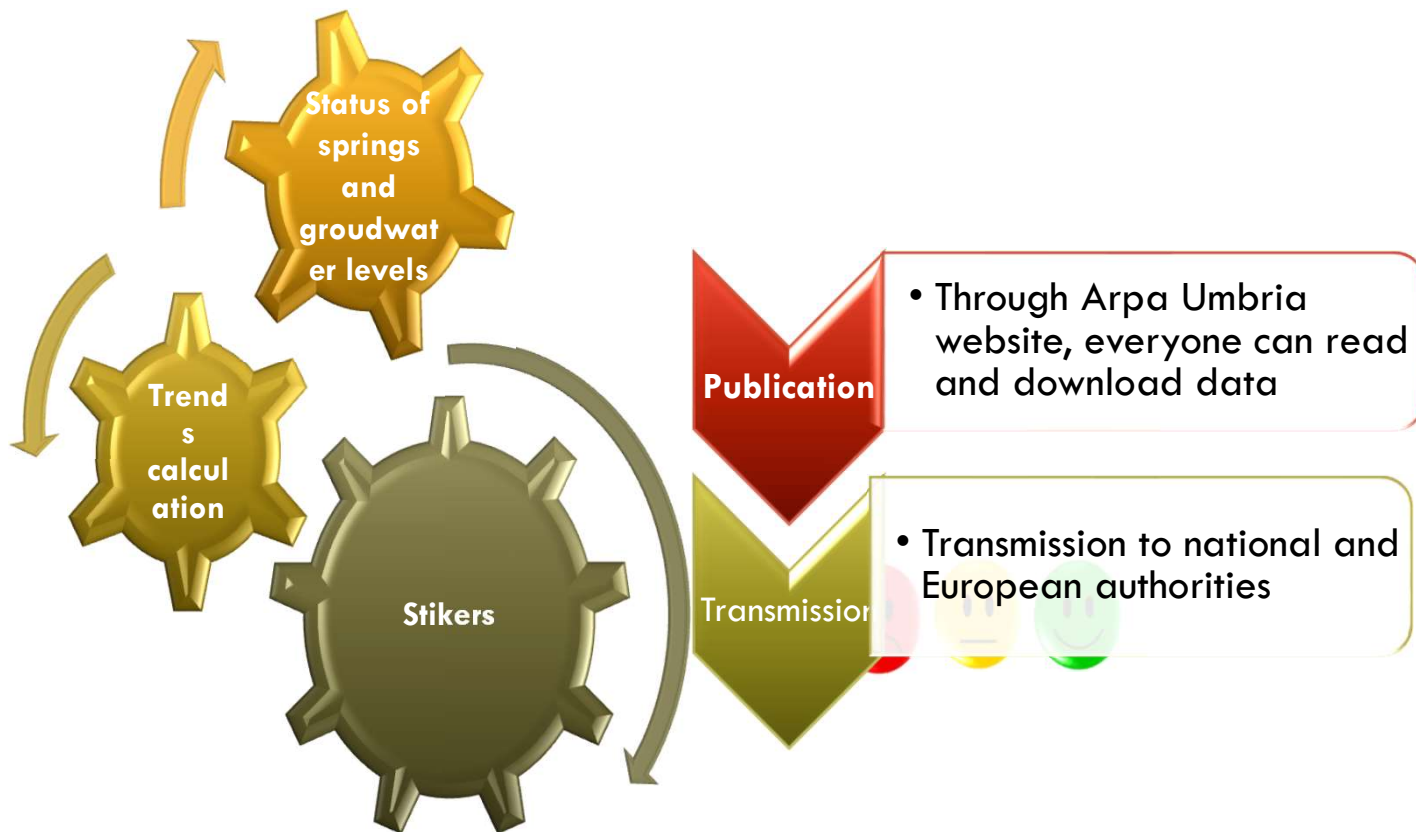 Status of
springs
and
groudwat
er levels
Trend
s
calcul
ation
Stikers
Publication
• Through Arpa Umbria
website, everyone can read
and download data
Transmission
• Transmission to national and
European authorities